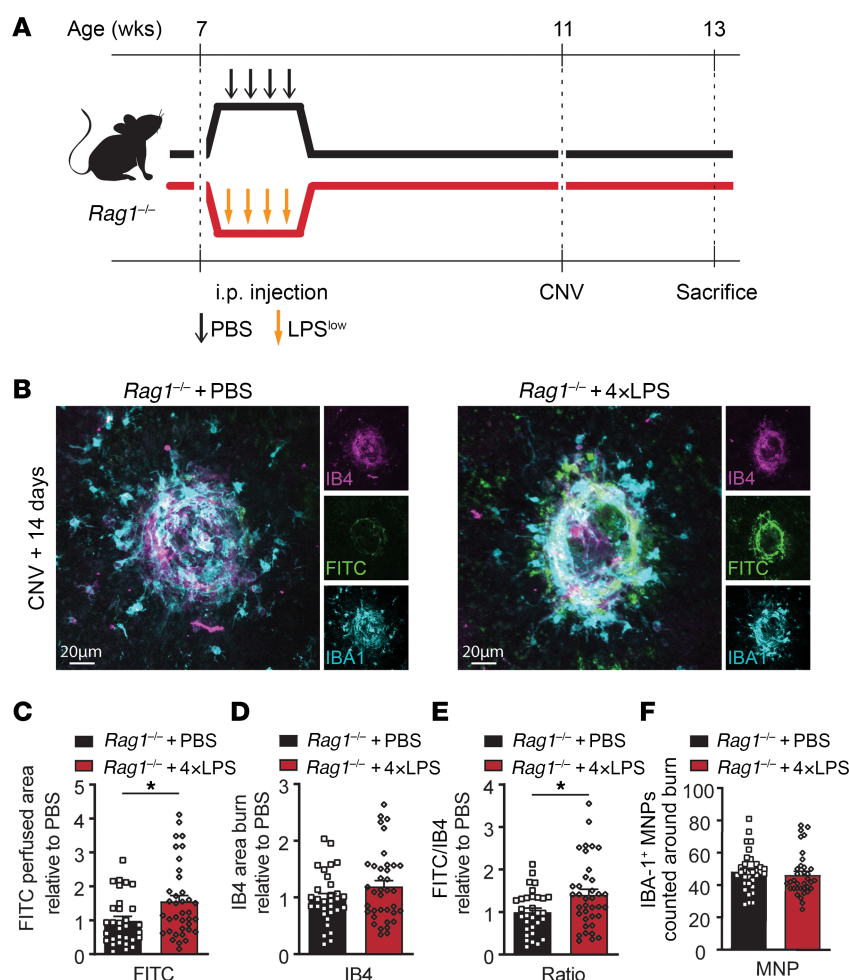 A
Age (wks) 7 11 13
Rag1–/–
i.p. injection CNV Sacrifice
PBS LPSlow
B
Rag1–/– + PBS
Rag1–/– + 4×LPS
CNV + 14 days
20µm
IB4
FITC
IBA1
20µm
IB4
FITC
IBA1
C
Rag1–/– + PBS
Rag1–/– + 4×LPS
FITC perfused area
relative to PBS
5
4
3
2
1
0
*
FITC
D
Rag1–/– + PBS
Rag1–/– + 4×LPS
IB4 area burn
relative to PBS
3
2
1
0
IB4
E
Rag1–/– + PBS
Rag1–/– + 4×LPS
FITC/IB4
relative to PBS
4
3
2
1
0
*
Ratio
F
Rag1–/– + PBS
Rag1–/– + 4×LPS
IBA-1+ MNPs
counted around burn
100
80
60
40
20
0
MNP